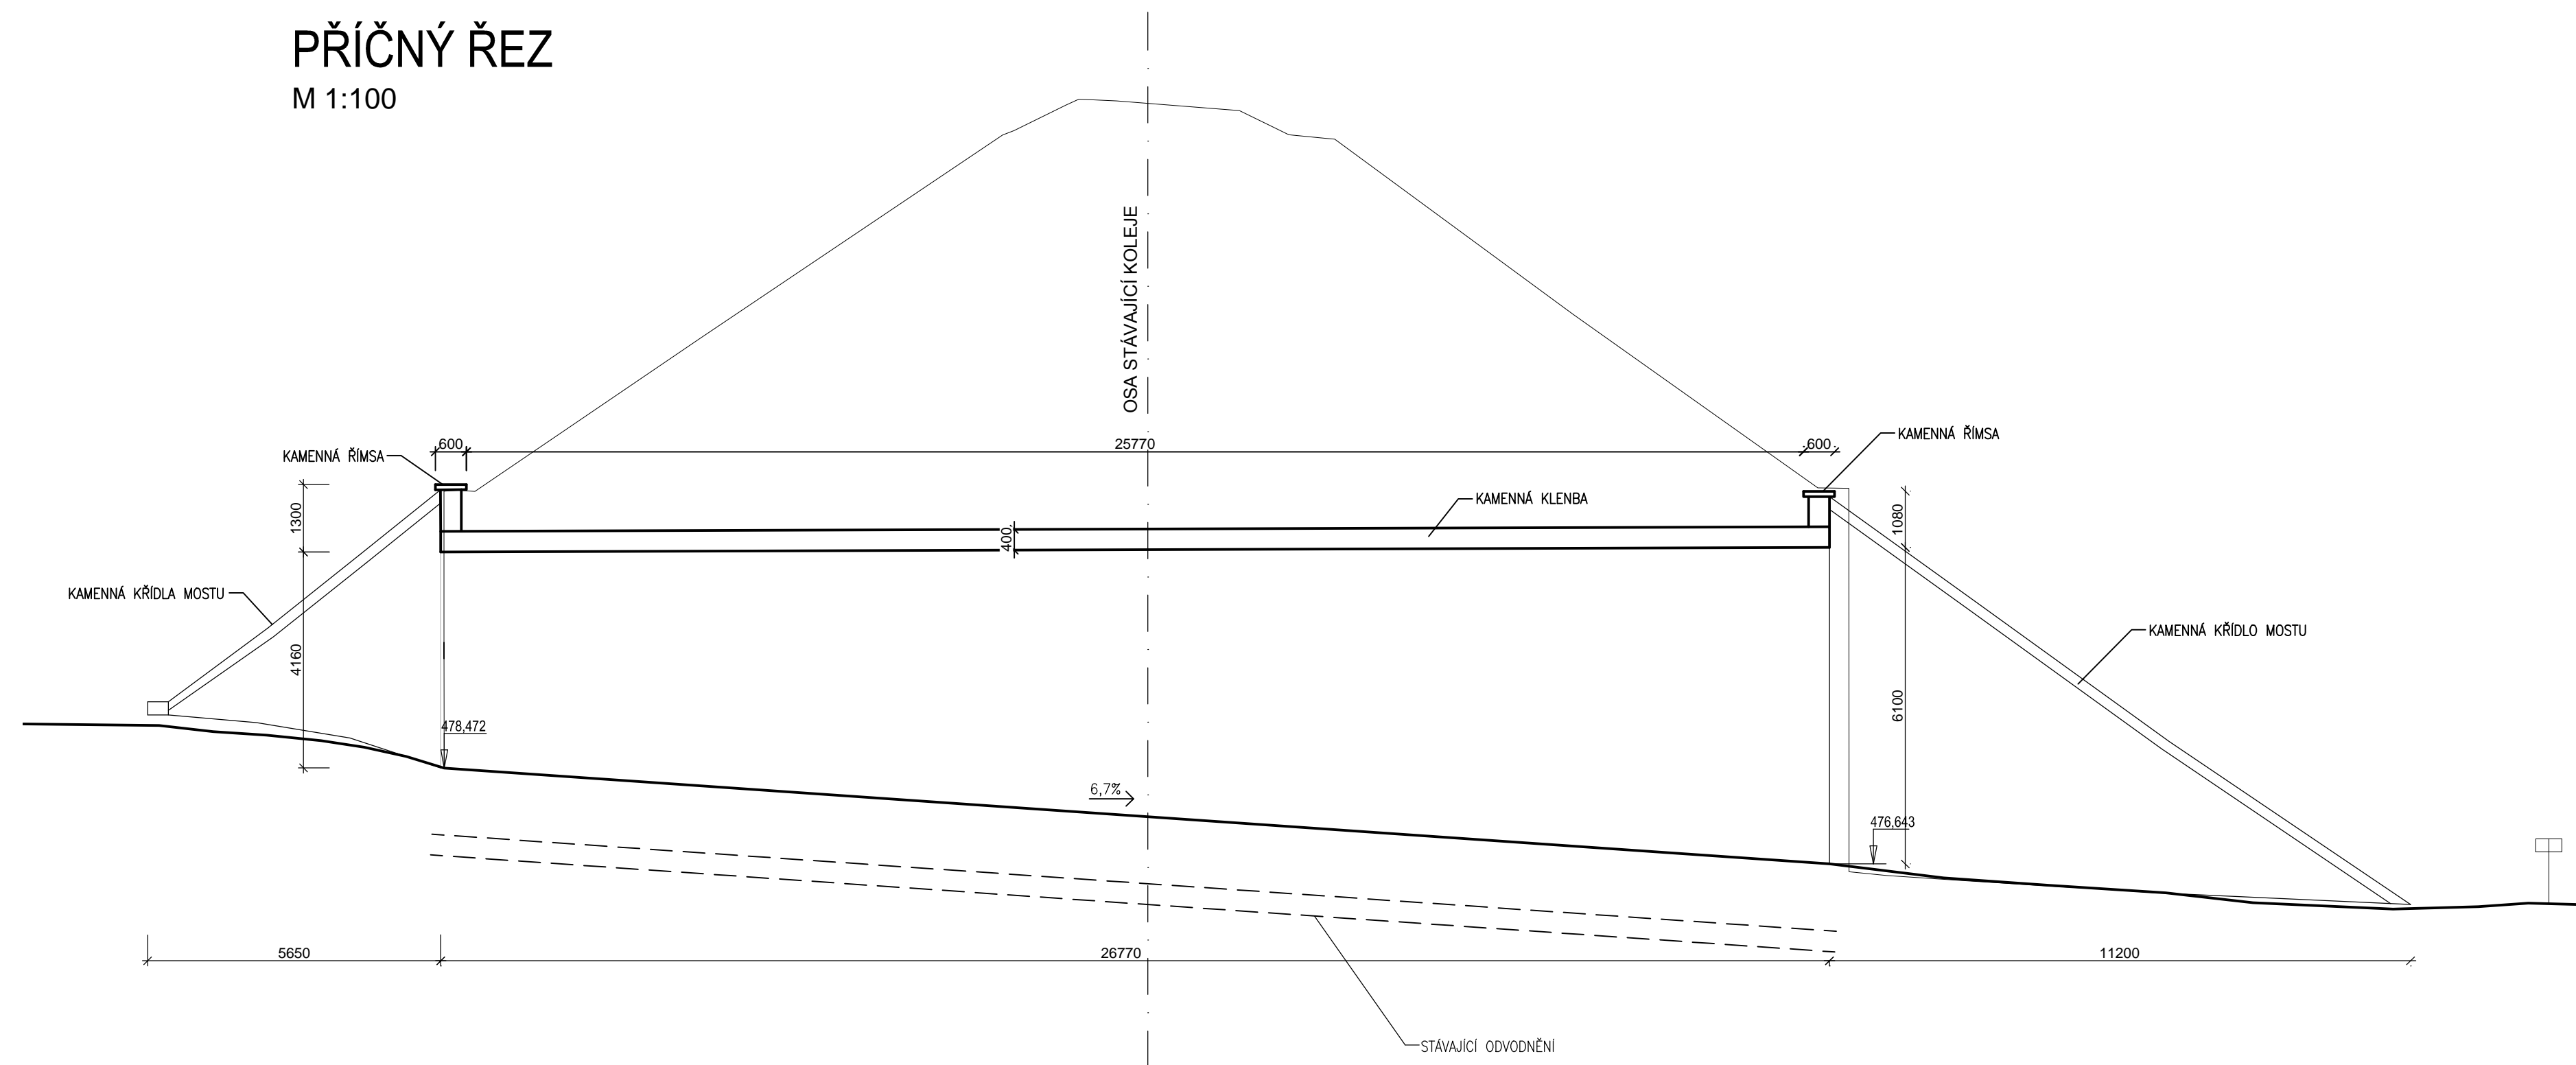 PŘÍČNÝ ŘEZ
M 1:100
OSA STÁVAJÍCÍ KOLEJE
600
25770
600
KAMENNÁ ŘÍMSA
KAMENNÁ ŘÍMSA
KAMENNÁ KLENBA
1300
400
1080
KAMENNÁ KŘÍDLA MOSTU
KAMENNÁ KŘÍDLO MOSTU
4160
6100
478,472
6,7%
476,643
5650
26770
11200
STÁVAJÍCÍ ODVODNĚNÍ